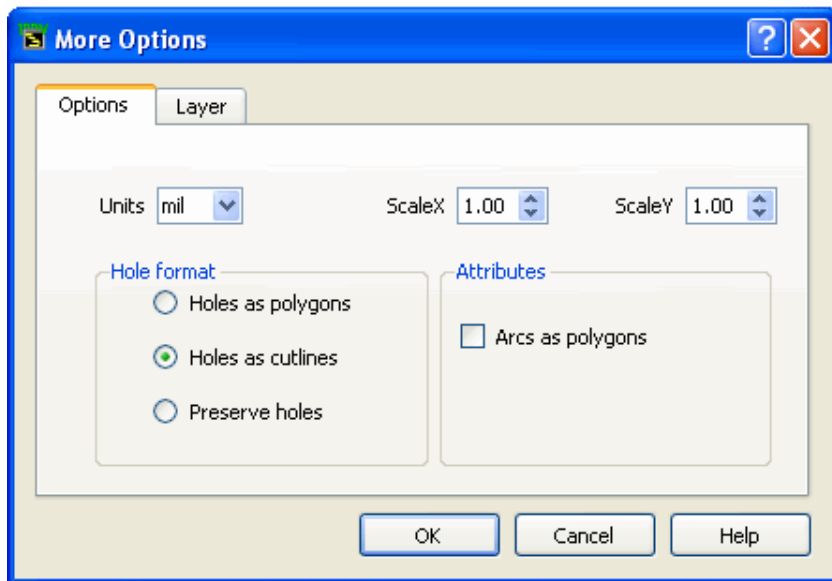 More Options
Options
Layer
Units mil
ScaleX 1.00
ScaleY 1.00
Hole format
Holes as polygons
Holes as cutlines
Preserve holes
Attributes
Arcs as polygons
OK
Cancel
Help